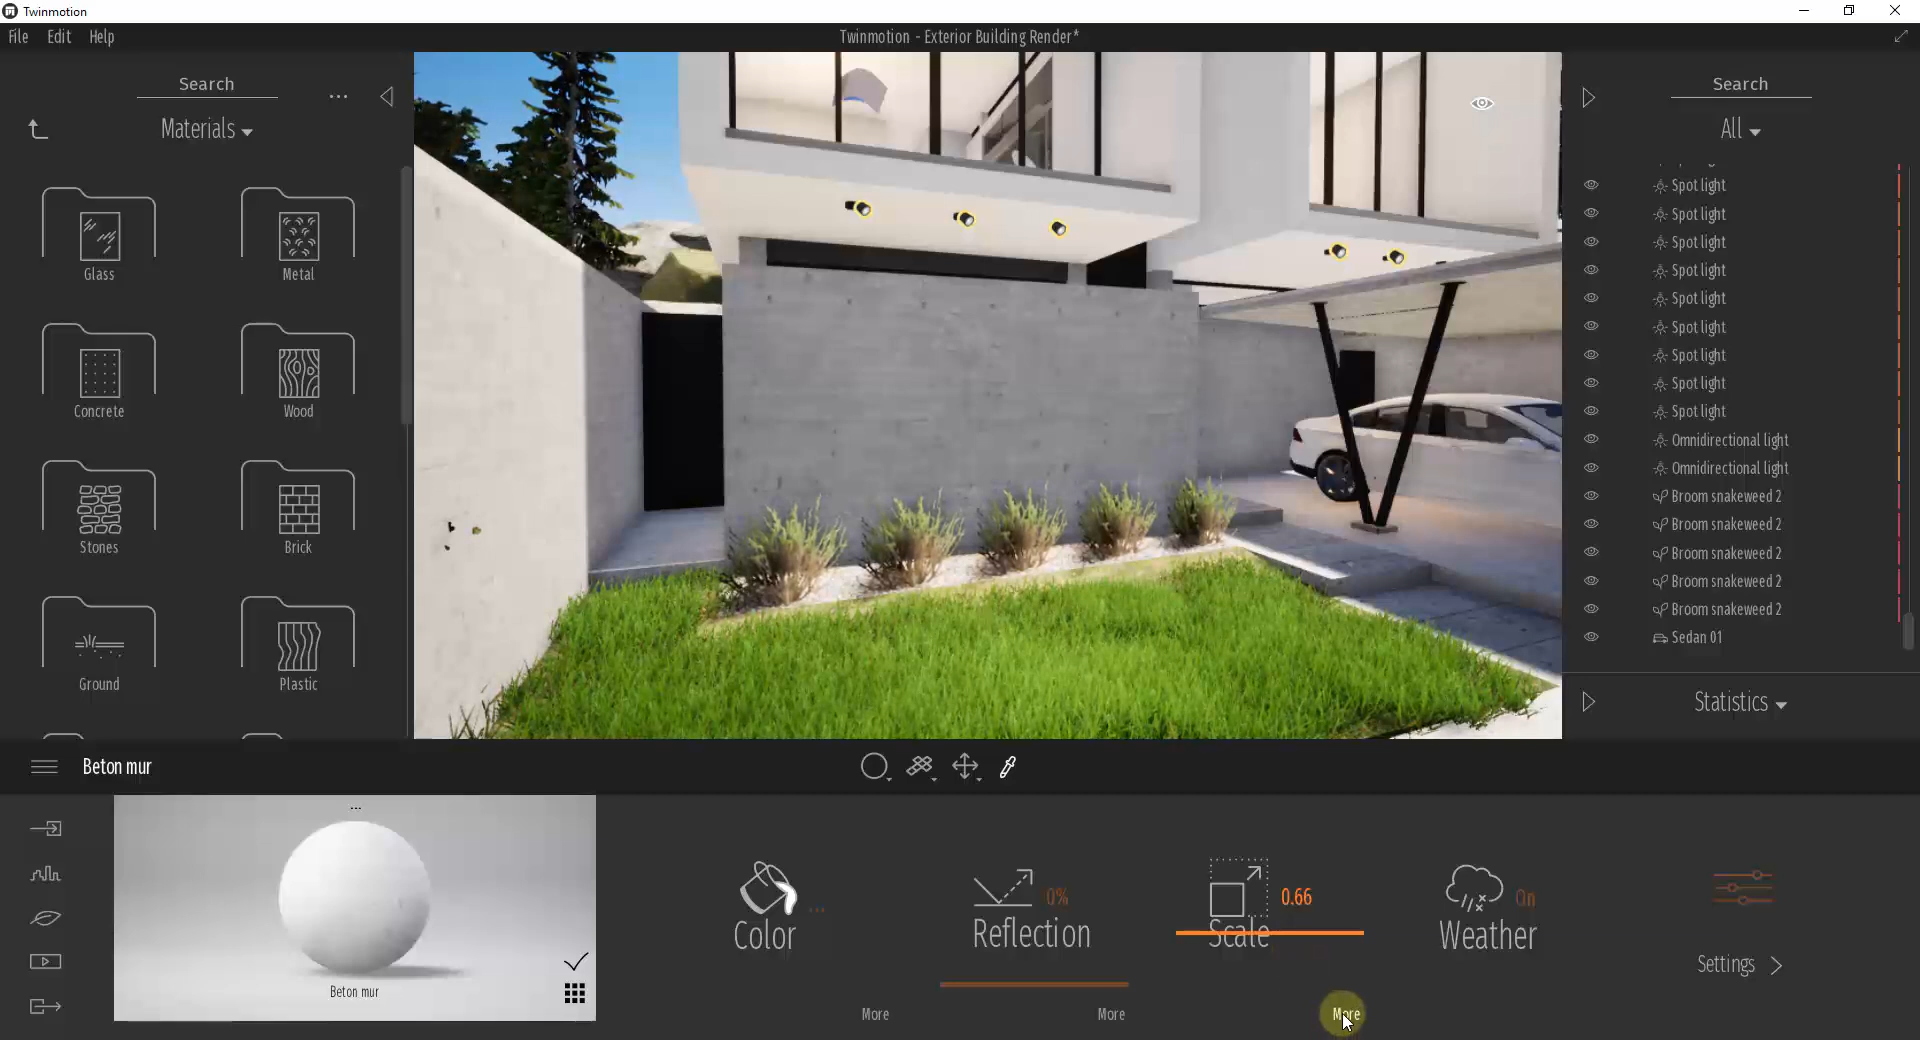 Twinmotion
File Edit Help
Twinmotion - Exterior Building Render*
Search
...
Materials
Glass
Metal
Concrete
Wood
Stones
Brick
Ground
Plastic
Search
All
Spot light
Spot light
Spot light
Spot light
Spot light
Spot light
Spot light
Spot light
Spot light
Omnidirectional light
Omnidirectional light
Broom snakeweed 2
Broom snakeweed 2
Broom snakeweed 2
Broom snakeweed 2
Broom snakeweed 2
Sedan 01
Statistics
Beton mur
...
Beton mur
Color ...
More
Reflection 0%
More
Scale 0.66
More
Weather On
Settings